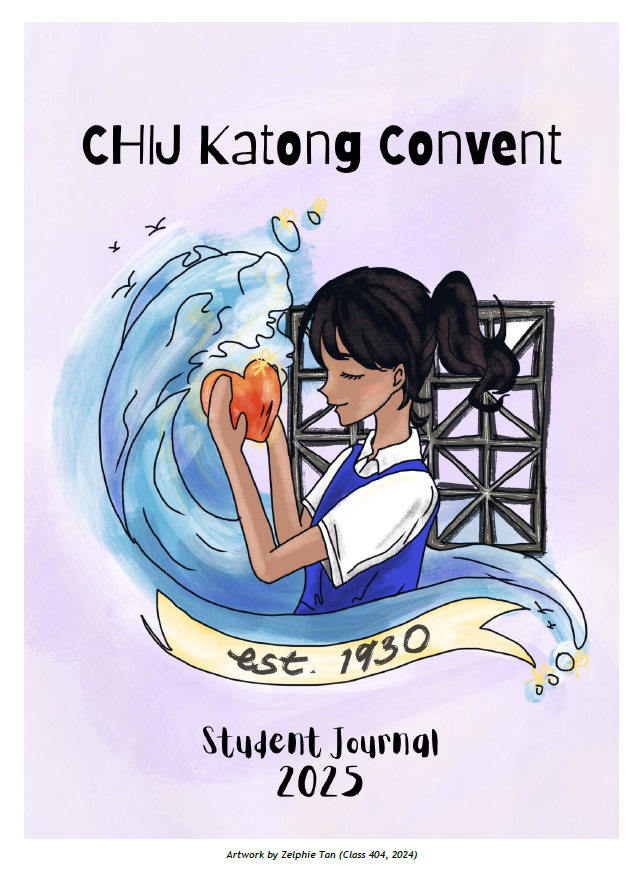 CHIJ Katong Convent
est. 1930
Student Journal
2025
Artwork by Zelphie Tan (Class 404, 2024)